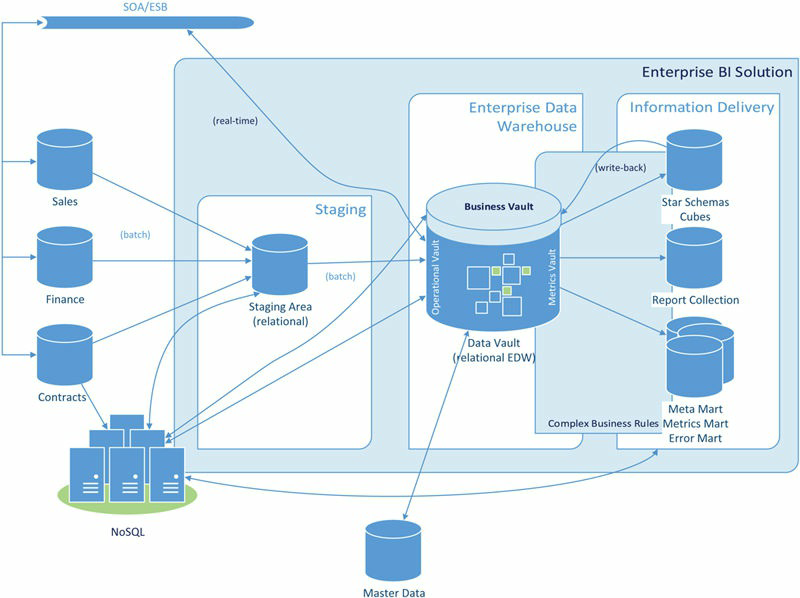 SOA/ESB
Enterprise BI Solution
Enterprise Data
Warehouse
Information Delivery
(real-time)
(write-back)
Sales
Staging
Business Vault
Star Schemas
Cubes
(batch)
Finance
Staging Area
(relational)
(batch)
Operational Vault
Metrics Vault
Report Collection
Data Vault
(relational EDW)
Contracts
Meta Mart
Metrics Mart
Error Mart
Complex Business Rules
NoSQL
Master Data